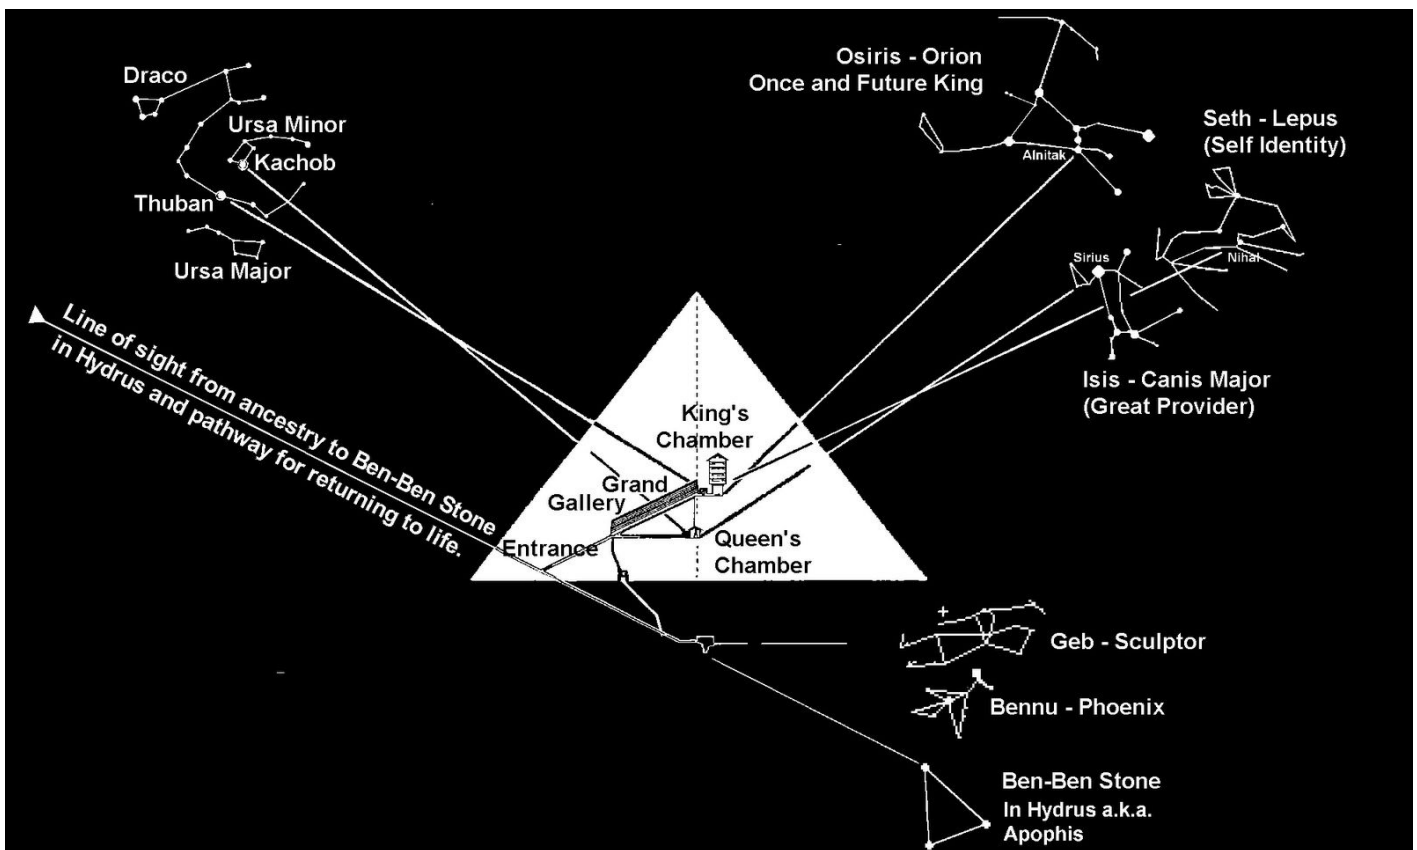 Draco
Ursa Minor
Kachob
Thuban
Ursa Major
Osiris - Orion
Once and Future King
Alnitak
Seth - Lepus
(Self Identity)
Sirius
Nihal
Isis - Canis Major
(Great Provider)
Line of sight from ancestry to Ben-Ben Stone
in Hydrus and pathway for returning to life.
King's
Chamber
Grand
Gallery
Entrance
Queen's
Chamber
Geb - Sculptor
Bennu - Phoenix
Ben-Ben Stone
In Hydrus a.k.a.
Apophis